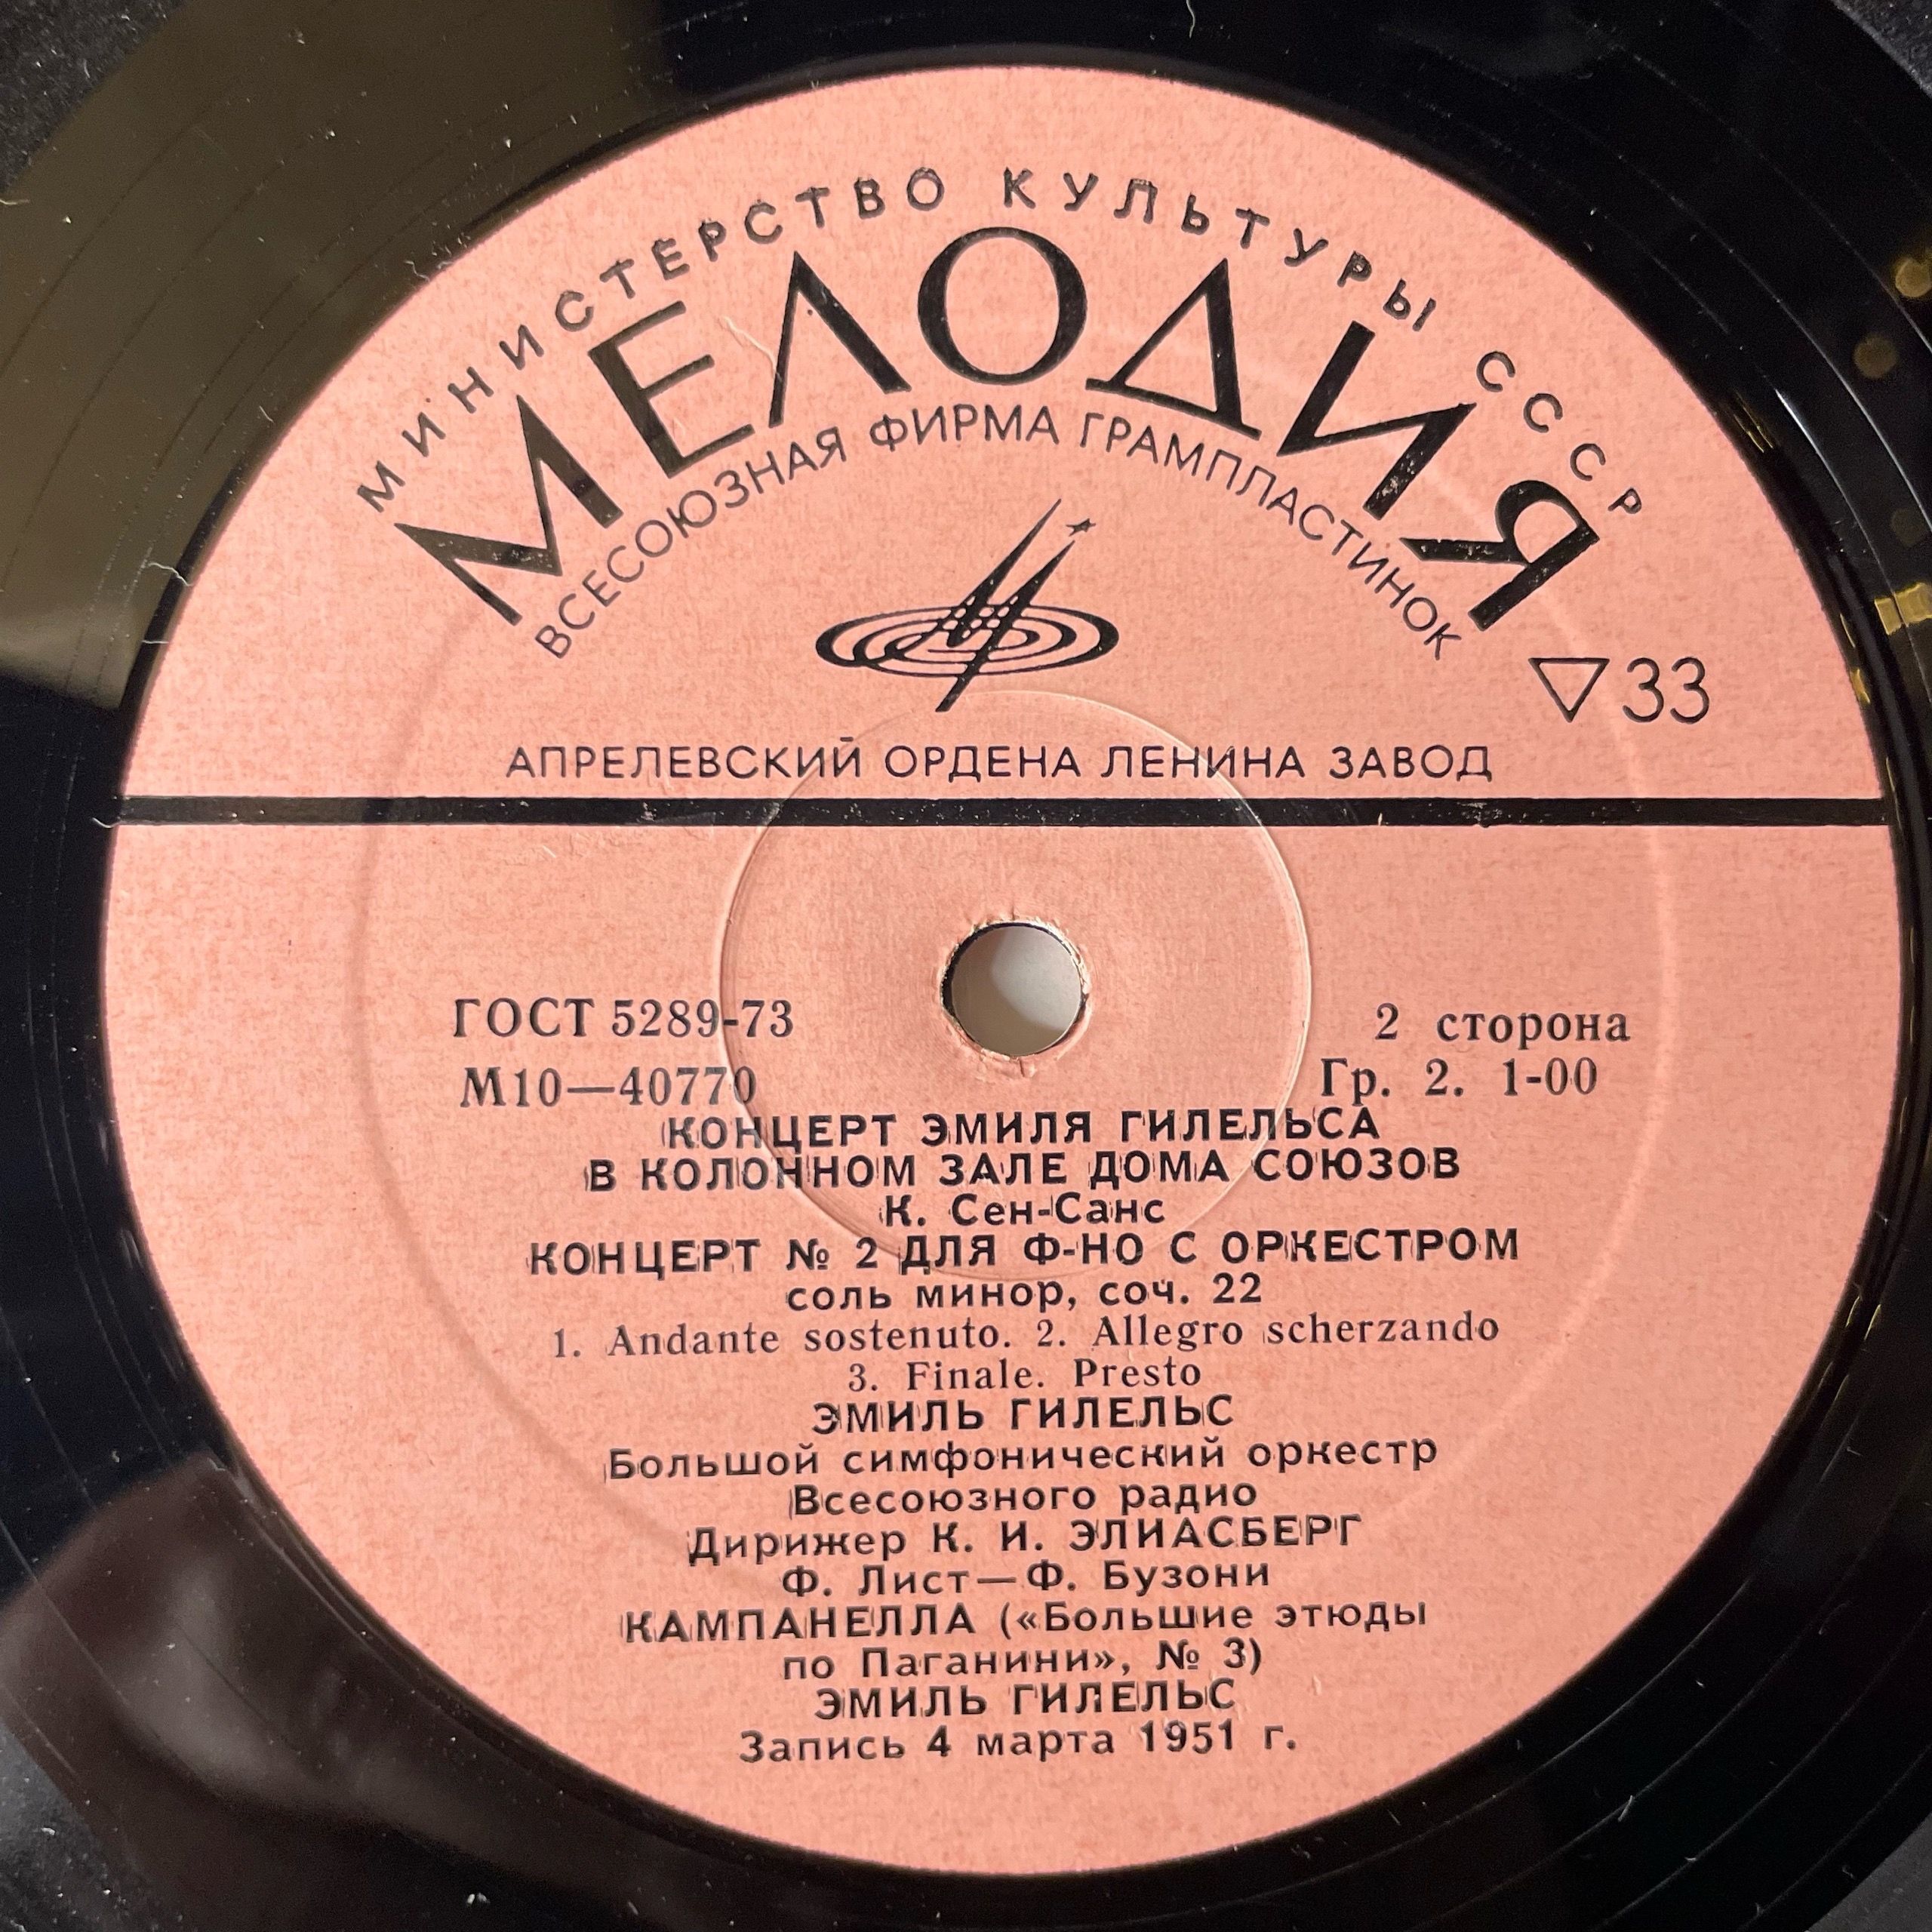 МИНИСТЕРСТВО КУЛЬТУРЫ СССР
МЕЛОДИЯ
ВСЕСОЮЗНАЯ ФИРМА ГРАМПЛАСТИНОК
33
АПРЕЛЕВСКИЙ ОРДЕНА ЛЕНИНА ЗАВОД
ГОСТ 5289-73
2 сторона
М10—40770
Гр. 2. 1-00
КОНЦЕРТ ЭМИЛЯ ГИЛЕЛЬСА
В КОЛОННОМ ЗАЛЕ ДОМА СОЮЗОВ
К. Сен-Санс
КОНЦЕРТ № 2 ДЛЯ Ф-НО С ОРКЕСТРОМ
соль минор, соч. 22
1. Andante sostenuto. 2. Allegro scherzando
3. Finale. Presto
ЭМИЛЬ ГИЛЕЛЬС
Большой симфонический оркестр
Всесоюзного радио
Дирижер К. И. ЭЛИАСБЕРГ
Ф. Лист—Ф. Бузони
КАМПАНЕЛЛА («Большие этюды
по Паганини», № 3)
ЭМИЛЬ ГИЛЕЛЬС
Запись 4 марта 1951 г.